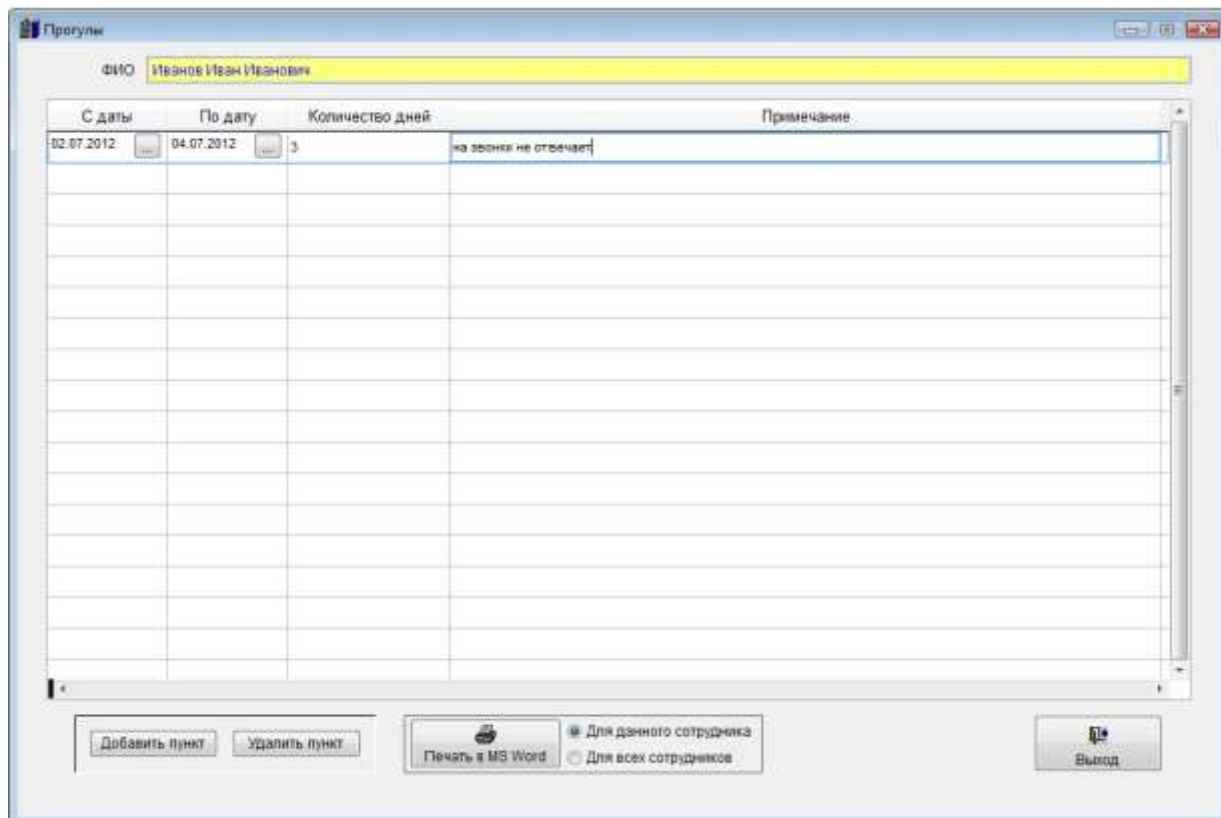 Прогулы
ФИО Иванов Иван Иванович
С даты По дату Количество дней Примечание
02.07.2012 ... 04.07.2012 ... 3 на звонки не отвечает
Добавить пункт Удалить пункт Печать в MS Word Для данного сотрудника
Для всех сотрудников
Выход